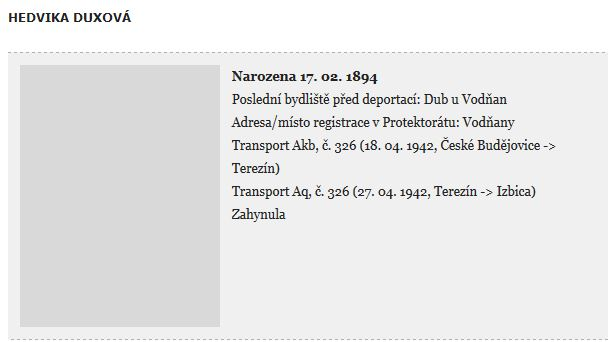 HEDVIKA DUXOVÁ
Narozena 17. 02. 1894
Poslední bydliště před deportací: Dub u Vodňan
Adresa/místo registrace v Protektorátu: Vodňany
Transport Akb, č. 326 (18. 04. 1942, České Budějovice ->
Terezín)
Transport Aq, č. 326 (27. 04. 1942, Terezín -> Izbica)
Zahynula